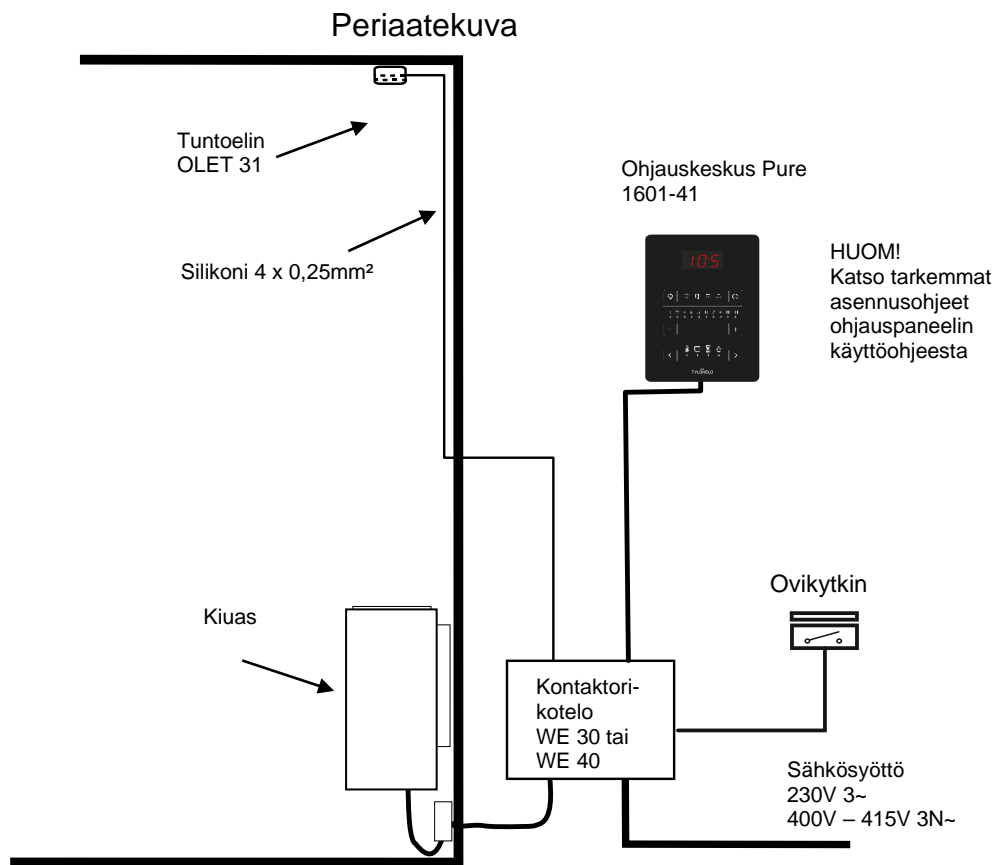 Periaatekuva
Tuntoelin
OLET 31
Silikoni 4 x 0,25mm²
Ohjauskeskus Pure
1601-41
105
TYLÖHELO
HUOM!
Katso tarkemmat
asennusohjeet
ohjauspaneelin
käyttöohjeesta
Kiuas
Ovikytkin
Kontaktori-
kotelo
WE 30 tai
WE 40
Sähkösyöttö
230V 3~
400V – 415V 3N~